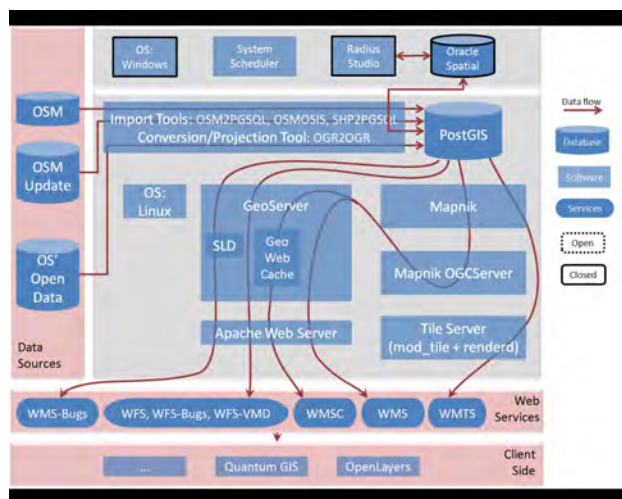 OS:
Windows
System
Scheduler
Radius
Studio
Oracle
Spatial
Data flow
Database
Software
Services
Open
Closed
OSM
OSM
Update
OS'
Open
Data
Data
Sources
Import Tools: OSM2PGSQL, OSMOSIS, SHP2PGSQL
Conversion/Projection Tool: OGR2OGR
PostGIS
OS:
Linux
GeoServer
SLD
Geo
Web
Cache
Mapnik
Mapnik OGCServer
Apache Web Server
Tile Server
(mod_tile + renderd)
WMS-Bugs
WFS, WFS-Bugs, WFS-VMD
WMSC
WMS
WMTS
Web
Services
...
Quantum GIS
OpenLayers
Client
Side